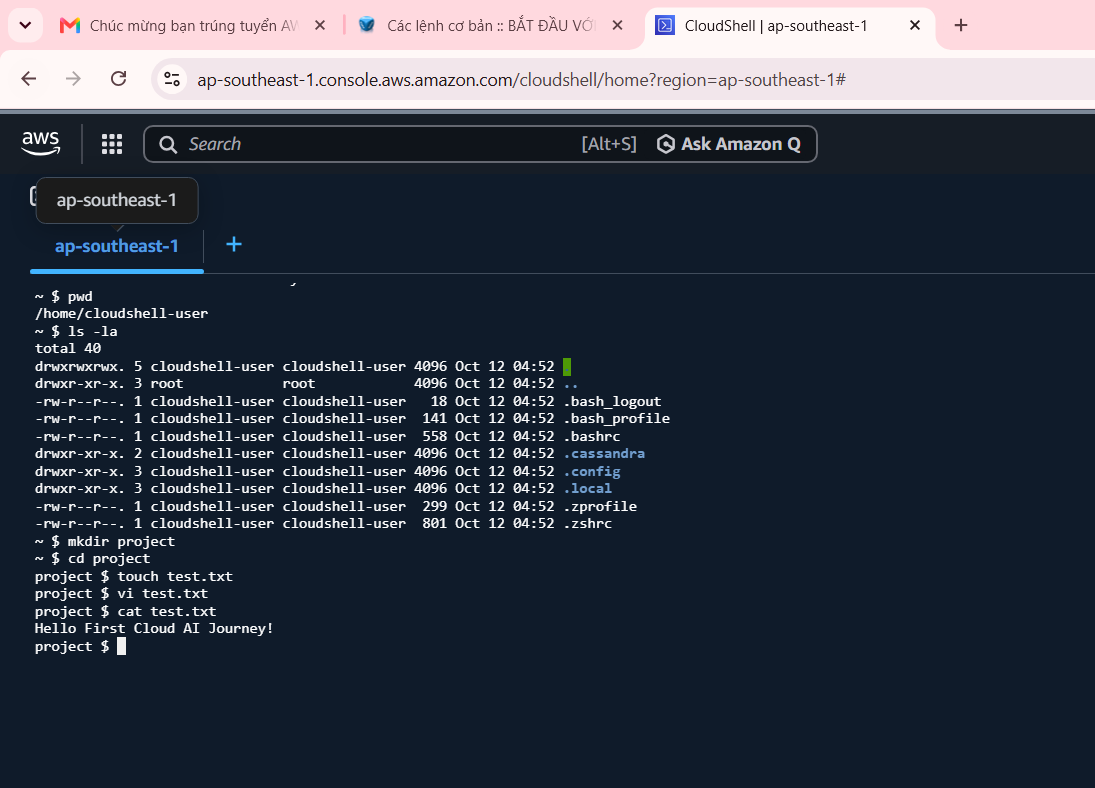 Chúc mừng bạn trúng tuyển AW
Các lệnh cơ bản :: BẮT ĐẦU VỚI
CloudShell | ap-southeast-1
ap-southeast-1.console.aws.amazon.com/cloudshell/home?region=ap-southeast-1#
aws
Search [Alt+S] Ask Amazon Q
ap-southeast-1
ap-southeast-1 +
~ $ pwd
/home/cloudshell-user
~ $ ls -la
total 40
drwxrwxrwx. 5 cloudshell-user cloudshell-user 4096 Oct 12 04:52 .
drwxr-xr-x. 3 root            root            4096 Oct 12 04:52 ..
-rw-r--r--. 1 cloudshell-user cloudshell-user   18 Oct 12 04:52 .bash_logout
-rw-r--r--. 1 cloudshell-user cloudshell-user  141 Oct 12 04:52 .bash_profile
-rw-r--r--. 1 cloudshell-user cloudshell-user  558 Oct 12 04:52 .bashrc
drwxr-xr-x. 2 cloudshell-user cloudshell-user 4096 Oct 12 04:52 .cassandra
drwxr-xr-x. 3 cloudshell-user cloudshell-user 4096 Oct 12 04:52 .config
drwxr-xr-x. 3 cloudshell-user cloudshell-user 4096 Oct 12 04:52 .local
-rw-r--r--. 1 cloudshell-user cloudshell-user  299 Oct 12 04:52 .zprofile
-rw-r--r--. 1 cloudshell-user cloudshell-user  801 Oct 12 04:52 .zshrc
~ $ mkdir project
~ $ cd project
project $ touch test.txt
project $ vi test.txt
project $ cat test.txt
Hello First Cloud AI Journey!
project $